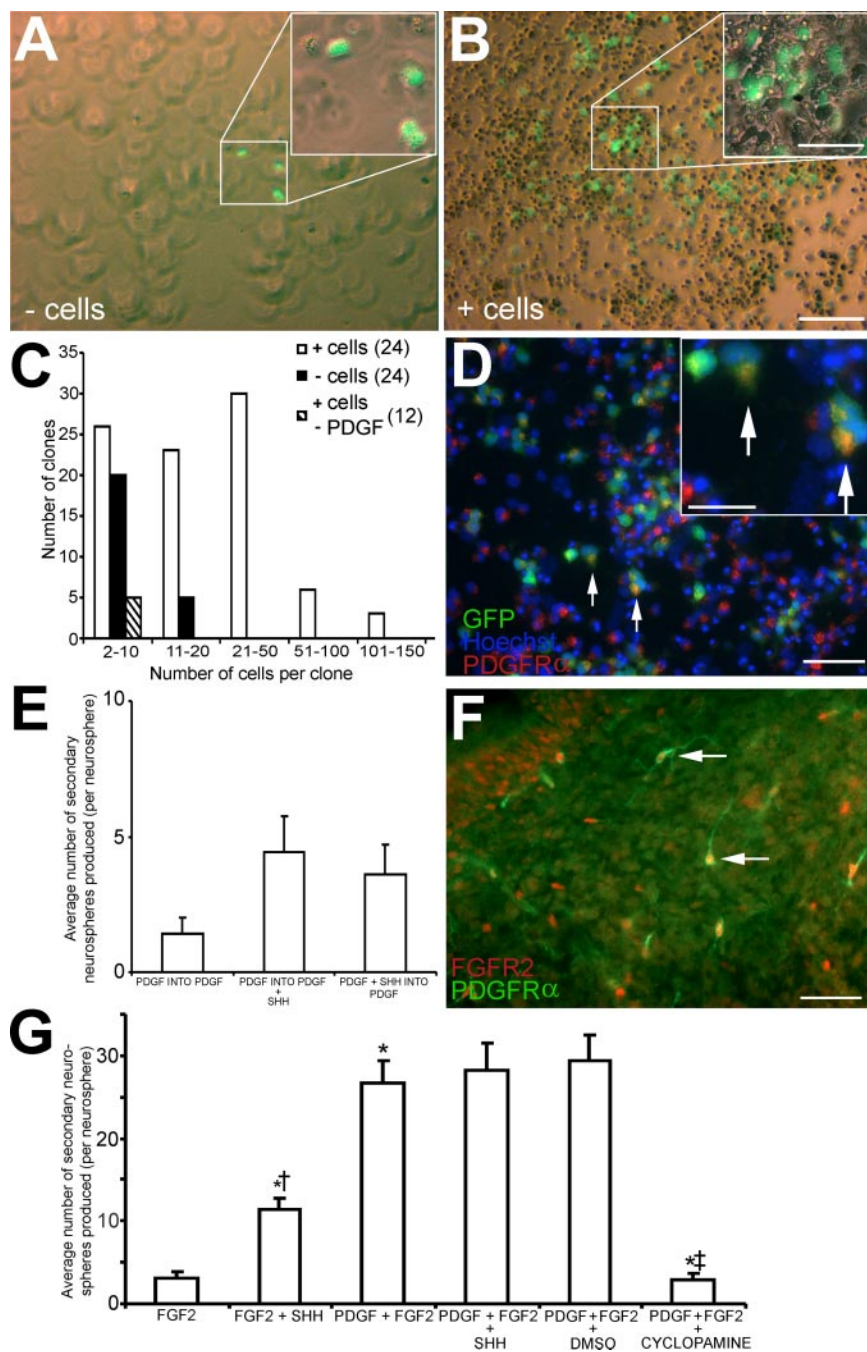 A
- cells
B
+ cells
C
35
30
25
20
15
10
5
0
Number of clones
2-10
11-20
21-50
51-100
101-150
Number of cells per clone
+ cells (24)
- cells (24)
+ cells
- PDGF (12)
D
GFP
Hoechst
PDGFRα
E
10
5
0
Average number of secondary
neurospheres produced (per neurosphere)
PDGF INTO PDGF
PDGF INTO PDGF
+
SHH
PDGF + SHH INTO
PDGF
F
FGFR2
PDGFRα
G
30
20
10
0
Average number of secondary neuro-
spheres produced (per neurosphere)
*†
*
*‡
FGF2
FGF2 + SHH
PDGF + FGF2
PDGF + FGF2
+
SHH
PDGF+FGF2
+
DMSO
PDGF+FGF2
+
CYCLOPAMINE